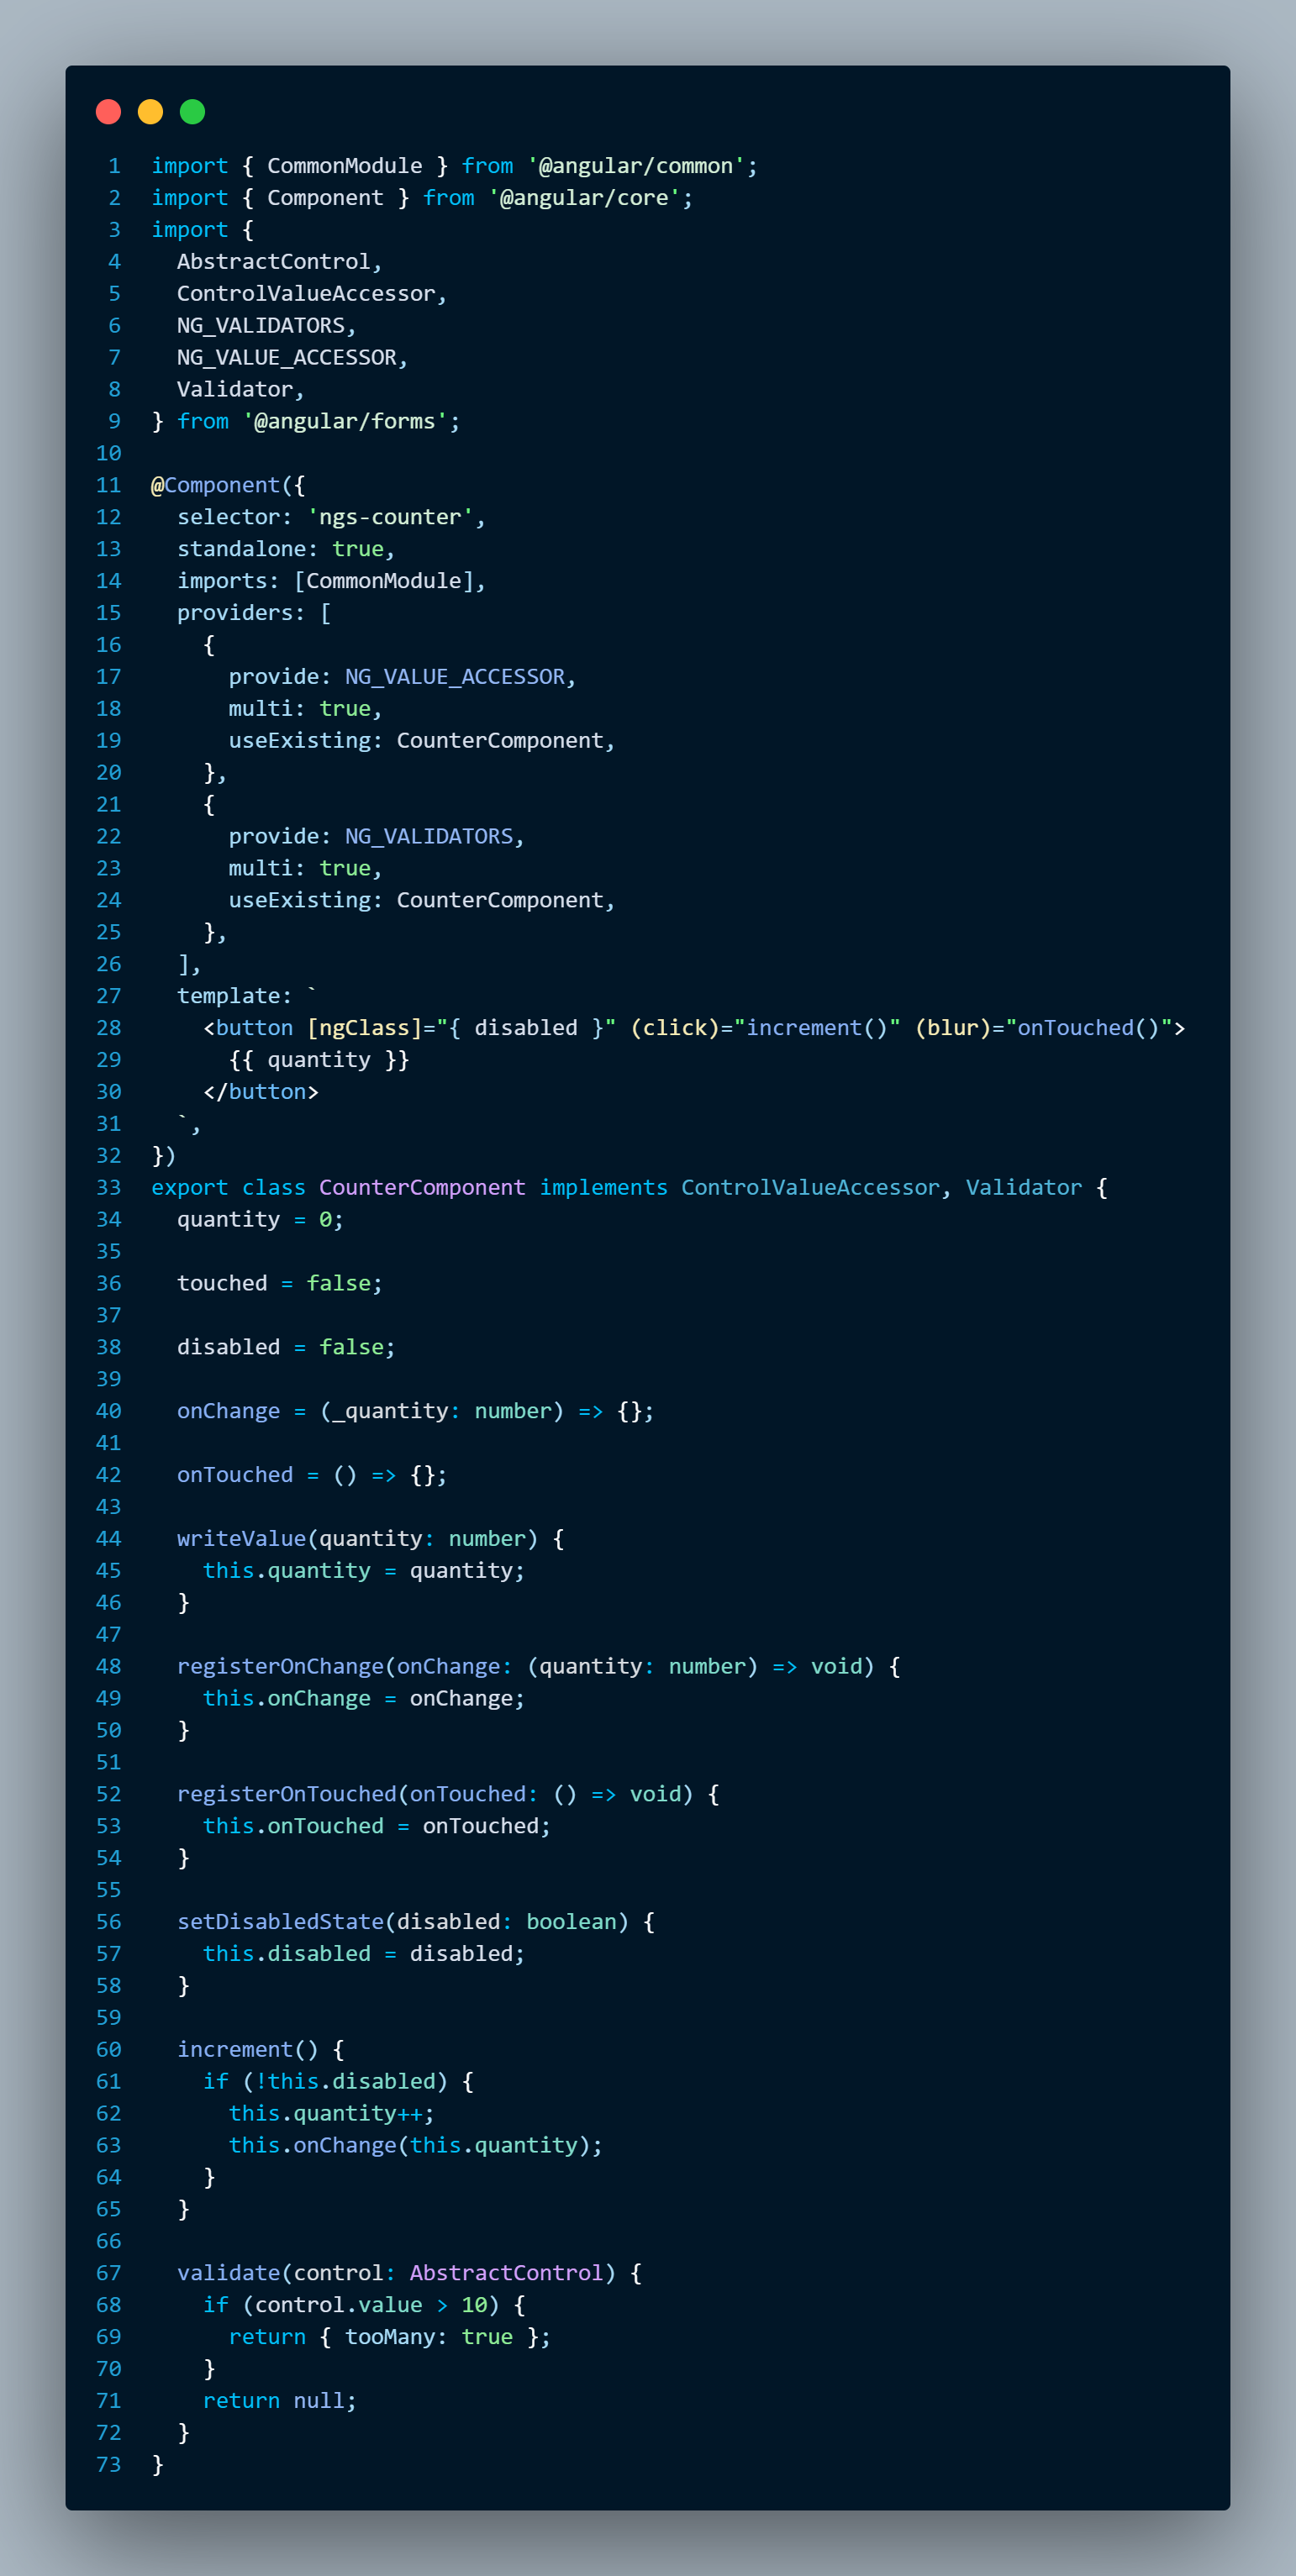 1 import { CommonModule } from '@angular/common';
2 import { Component } from '@angular/core';
3 import {
4   AbstractControl,
5   ControlValueAccessor,
6   NG_VALIDATORS,
7   NG_VALUE_ACCESSOR,
8   Validator,
9 } from '@angular/forms';
10
11 @Component({
12   selector: 'ngs-counter',
13   standalone: true,
14   imports: [CommonModule],
15   providers: [
16     {
17       provide: NG_VALUE_ACCESSOR,
18       multi: true,
19       useExisting: CounterComponent,
20     },
21     {
22       provide: NG_VALIDATORS,
23       multi: true,
24       useExisting: CounterComponent,
25     },
26   ],
27   template: `
28     <button [ngClass]="{ disabled }" (click)="increment()" (blur)="onTouched()">
29       {{ quantity }}
30     </button>
31   `,
32 })
33 export class CounterComponent implements ControlValueAccessor, Validator {
34   quantity = 0;
35
36   touched = false;
37
38   disabled = false;
39
40   onChange = (_quantity: number) => {};
41
42   onTouched = () => {};
43
44   writeValue(quantity: number) {
45     this.quantity = quantity;
46   }
47
48   registerOnChange(onChange: (quantity: number) => void) {
49     this.onChange = onChange;
50   }
51
52   registerOnTouched(onTouched: () => void) {
53     this.onTouched = onTouched;
54   }
55
56   setDisabledState(disabled: boolean) {
57     this.disabled = disabled;
58   }
59
60   increment() {
61     if (!this.disabled) {
62       this.quantity++;
63       this.onChange(this.quantity);
64     }
65   }
66
67   validate(control: AbstractControl) {
68     if (control.value > 10) {
69       return { tooMany: true };
70     }
71     return null;
72   }
73 }